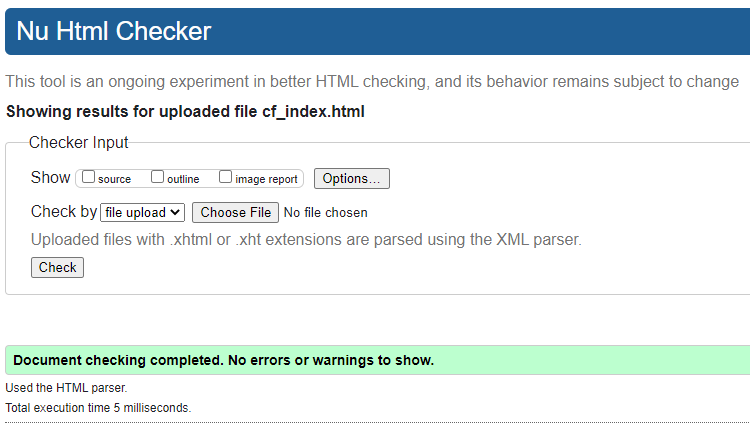 Nu Html Checker
This tool is an ongoing experiment in better HTML checking, and its behavior remains subject to change
Showing results for uploaded file cf_index.html
Checker Input
Show source outline image report Options...
Check by file upload Choose File No file chosen
Uploaded files with .xhtml or .xht extensions are parsed using the XML parser.
Check
Document checking completed. No errors or warnings to show.
Used the HTML parser.
Total execution time 5 milliseconds.